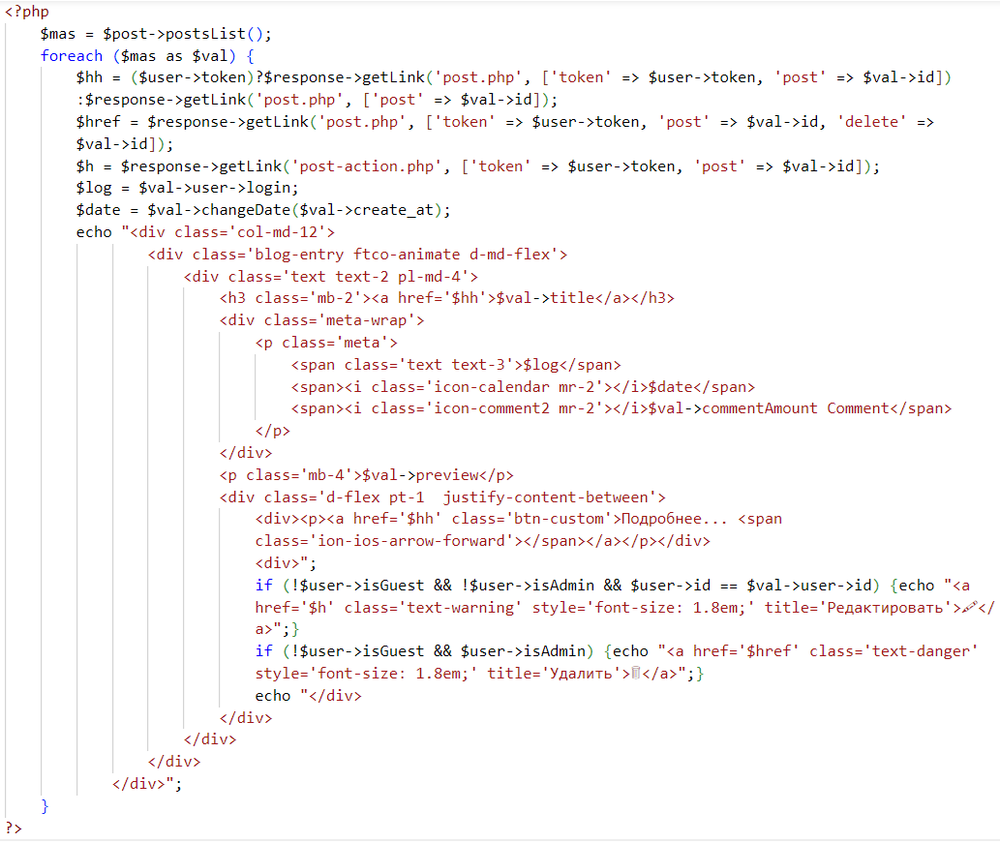 <?php
$mas = $post->postsList();
foreach ($mas as $val) {
$hh = ($user->token)?$response->getLink('post.php', ['token' => $user->token, 'post' => $val->id])
:$response->getLink('post.php', ['post' => $val->id]);
$href = $response->getLink('post.php', ['token' => $user->token, 'post' => $val->id, 'delete' =>
$val->id]);
$h = $response->getLink('post-action.php', ['token' => $user->token, 'post' => $val->id]);
$log = $val->user->login;
$date = $val->changeDate($val->create_at);
echo "<div class='col-md-12'>
<div class='blog-entry ftco-animate d-md-flex'>
<div class='text text-2 pl-md-4'>
<h3 class='mb-2'><a href='$hh'>$val->title</a></h3>
<div class='meta-wrap'>
<p class='meta'>
<span class='text text-3'>$log</span>
<span><i class='icon-calendar mr-2'></i>$date</span>
<span><i class='icon-comment2 mr-2'></i>$val->commentAmount Comment</span>
</p>
</div>
<p class='mb-4'>$val->preview</p>
<div class='d-flex pt-1  justify-content-between'>
<div><p><a href='$hh' class='btn-custom'>Подробнее... <span
class='ion-ios-arrow-forward'></span></a></p></div>
<div>";
if (!$user->isGuest && !$user->isAdmin && $user->id == $val->user->id) {echo "<a
href='$h' class='text-warning' style='font-size: 1.8em;' title='Редактировать'>🖍</
a>";}
if (!$user->isGuest && $user->isAdmin) {echo "<a href='$href' class='text-danger'
style='font-size: 1.8em;' title='Удалить'>🗑</a>";}
echo "</div>
</div>
</div>
</div>
</div>";
}
?>